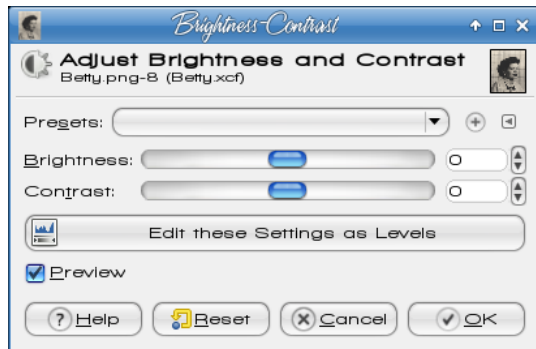 Brightness-Contrast
Adjust Brightness and Contrast
Betty.png-8 (Betty.xcf)
Presets:
Brightness: 0
Contrast: 0
Edit these Settings as Levels
Preview
Help Reset Cancel OK